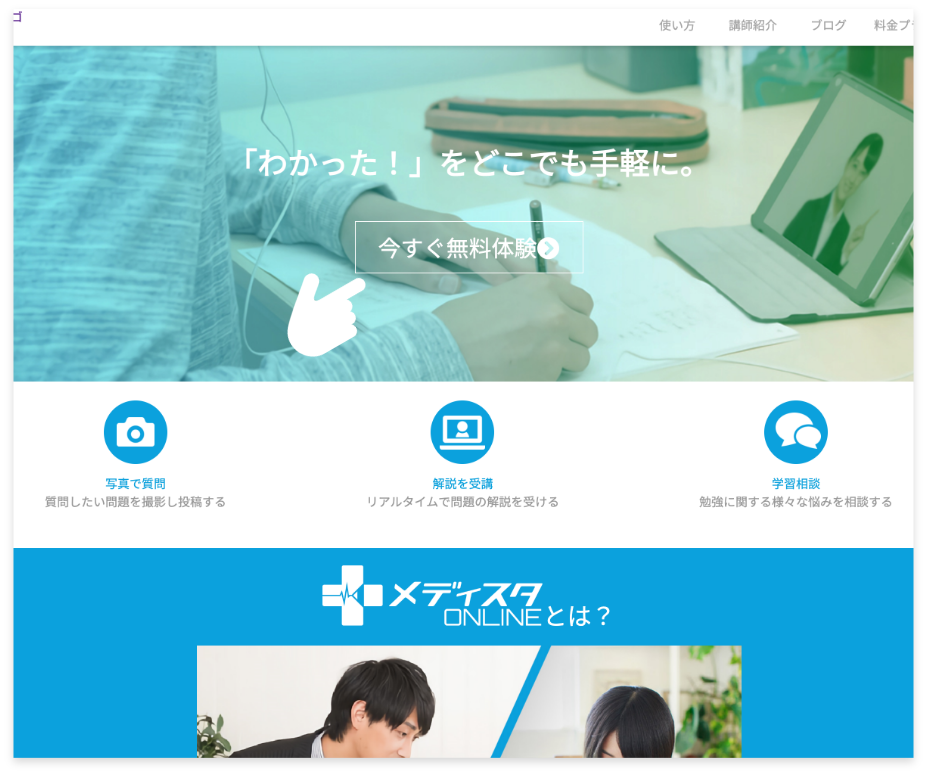 ゴ
使い方 講師紹介 ブログ 料金プ
「わかった！」をどこでも手軽に。
今すぐ無料体験
写真で質問
質問したい問題を撮影し投稿する
解説を受講
リアルタイムで問題の解説を受ける
学習相談
勉強に関する様々な悩みを相談する
メディスタ
ONLINEとは？